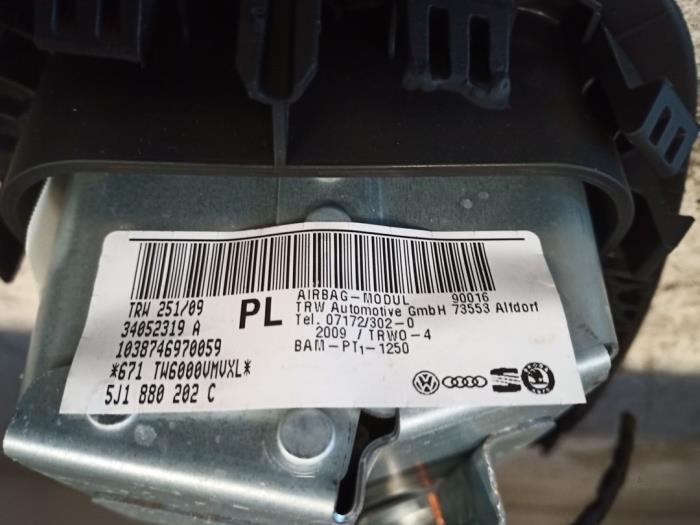 TRW 251/09
34052319 A
1038746970059
*671 TW6000VMVXL*
5J1 880 202 C
PL
AIRBAG-MODUL 90016
TRW Automotive GmbH 73553 Alfdorf
Tel. 07172/302-0
2009 / TRWO-4
BAM-PT1-1250